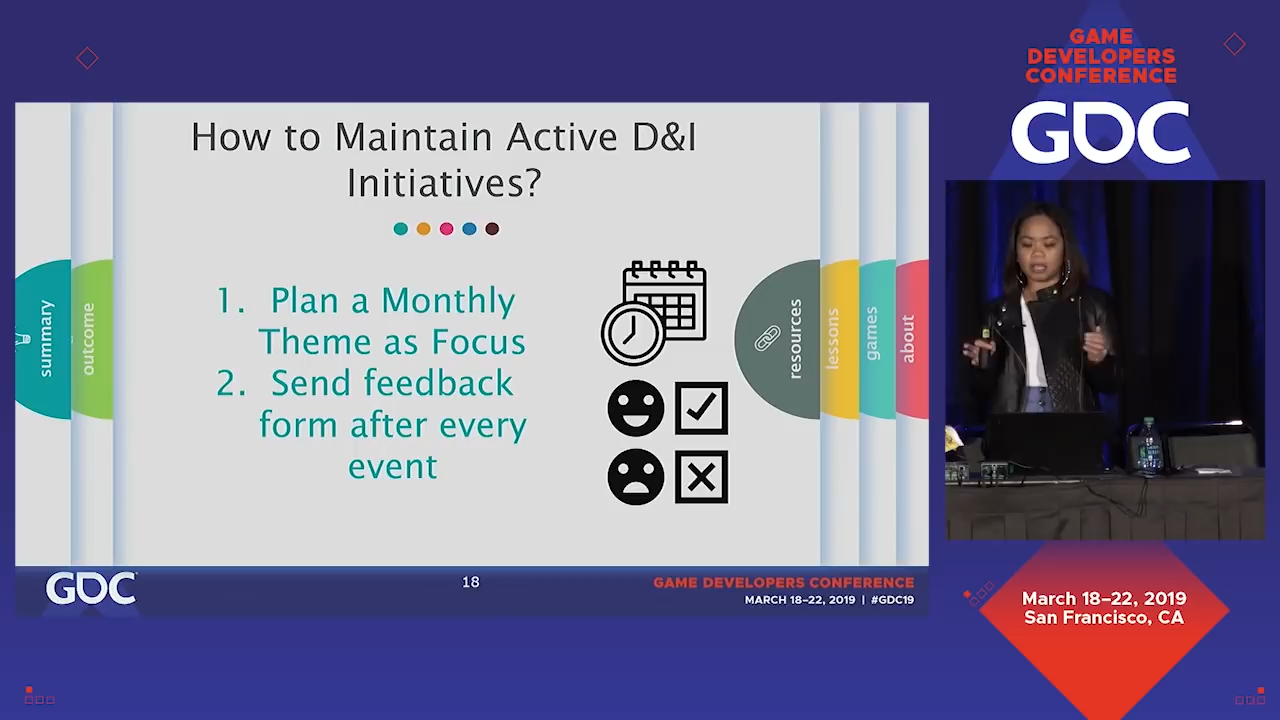 GAME
DEVELOPERS
CONFERENCE
GDC
How to Maintain Active D&I
Initiatives?
1. Plan a Monthly
Theme as Focus
2. Send feedback
form after every
event
summary
outcome
resources
lessons
games
about
GDC
18
GAME DEVELOPERS CONFERENCE
MARCH 18–22, 2019 | #GDC19
March 18–22, 2019
San Francisco, CA